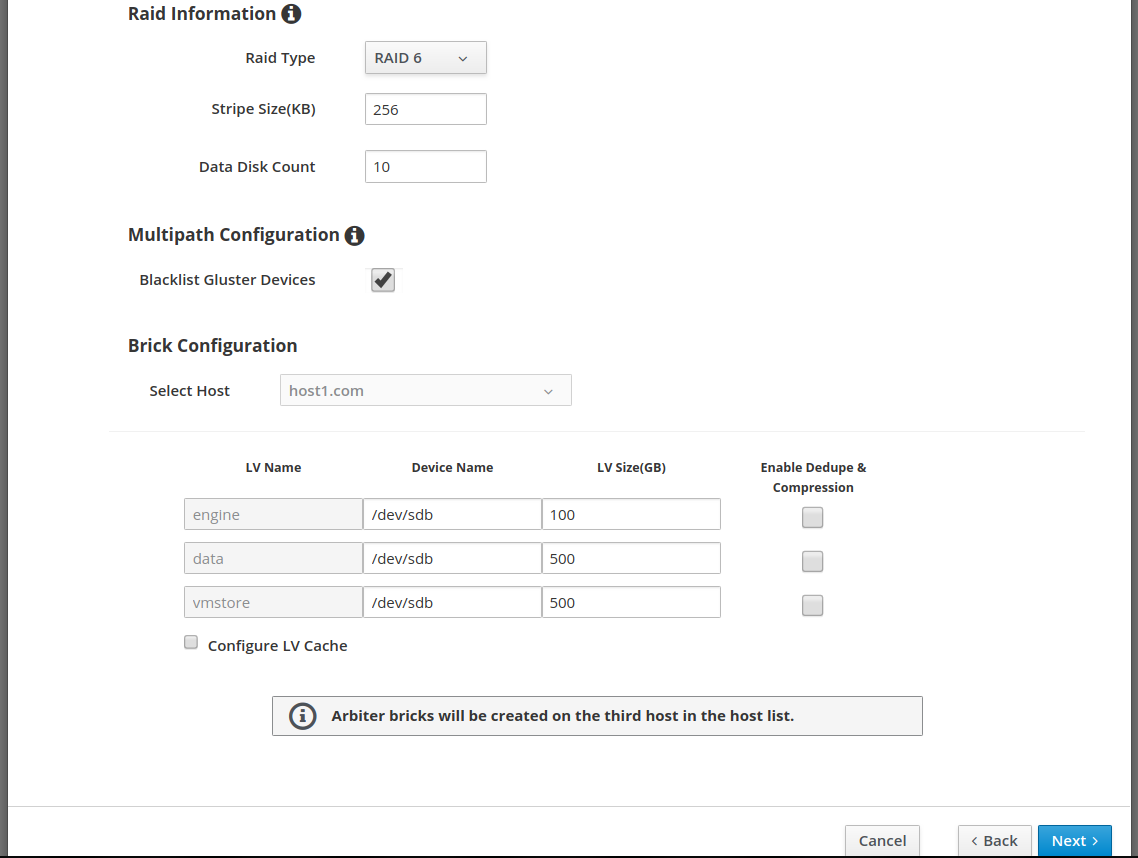 Raid Information
Raid Type RAID 6
Stripe Size(KB) 256
Data Disk Count 10
Multipath Configuration
Blacklist Gluster Devices
Brick Configuration
Select Host host1.com
LV Name Device Name LV Size(GB) Enable Dedupe &
Compression
engine /dev/sdb 100
data /dev/sdb 500
vmstore /dev/sdb 500
Configure LV Cache
Arbiter bricks will be created on the third host in the host list.
Cancel < Back Next >